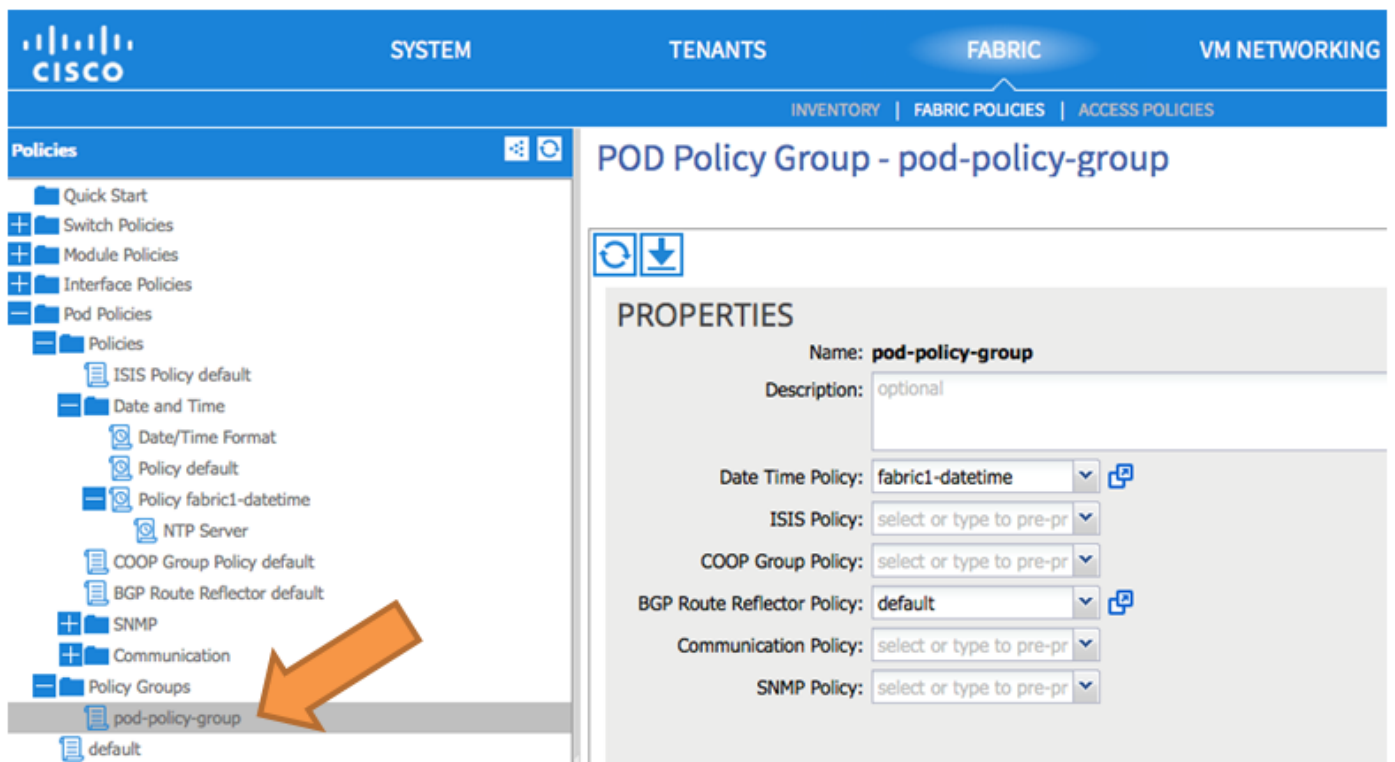 CISCO
SYSTEM
TENANTS
FABRIC
VM NETWORKING
INVENTORY | FABRIC POLICIES | ACCESS POLICIES
Policies
Quick Start
Switch Policies
Module Policies
Interface Policies
Pod Policies
Policies
ISIS Policy default
Date and Time
Date/Time Format
Policy default
Policy fabric1-datetime
NTP Server
COOP Group Policy default
BGP Route Reflector default
SNMP
Communication
Policy Groups
pod-policy-group
default
POD Policy Group - pod-policy-group
PROPERTIES
Name: pod-policy-group
Description: optional
Date Time Policy: fabric1-datetime
ISIS Policy: select or type to pre-pr
COOP Group Policy: select or type to pre-pr
BGP Route Reflector Policy: default
Communication Policy: select or type to pre-pr
SNMP Policy: select or type to pre-pr